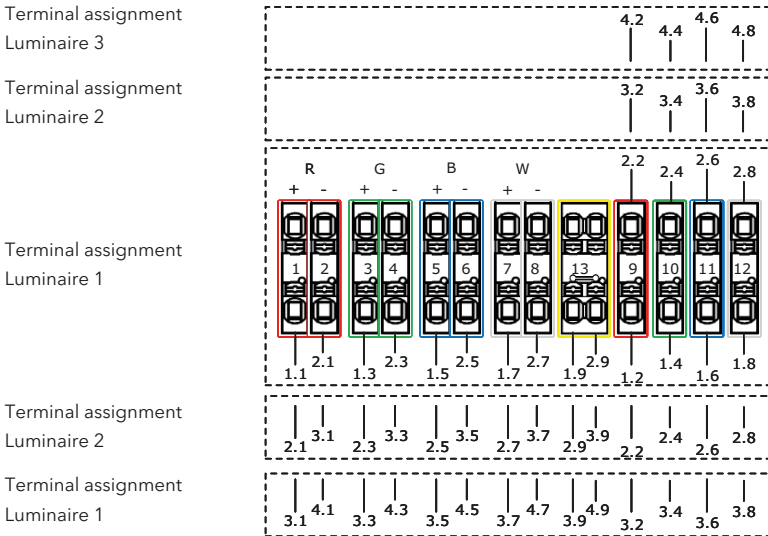 Terminal assignment
Luminaire 3
4.2 4.4 4.6 4.8
Terminal assignment
Luminaire 2
3.2 3.4 3.6 3.8
R G B W 2.2 2.4 2.6 2.8
+ - + - + - + -
Terminal assignment
Luminaire 1
1 2 3 4 5 6 7 8 13 9 10 11 12
1.1 2.1 1.3 2.3 1.5 2.5 1.7 2.7 1.9 2.9 1.2 1.4 1.6 1.8
Terminal assignment
Luminaire 2
2.1 3.1 2.3 3.3 2.5 3.5 2.7 3.7 2.9 3.9 2.2 2.4 2.6 2.8
Terminal assignment
Luminaire 1
3.1 4.1 3.3 4.3 3.5 4.5 3.7 4.7 3.9 4.9 3.2 3.4 3.6 3.8